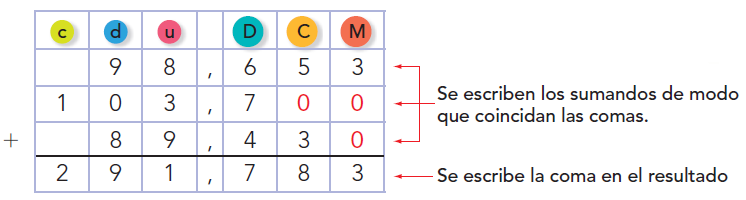 c d u D C M
9 8 , 6 5 3
1 0 3 , 7 0 0
+ 8 9 , 4 3 0
2 9 1 , 7 8 3
Se escriben los sumandos de modo
que coincidan las comas.
Se escribe la coma en el resultado